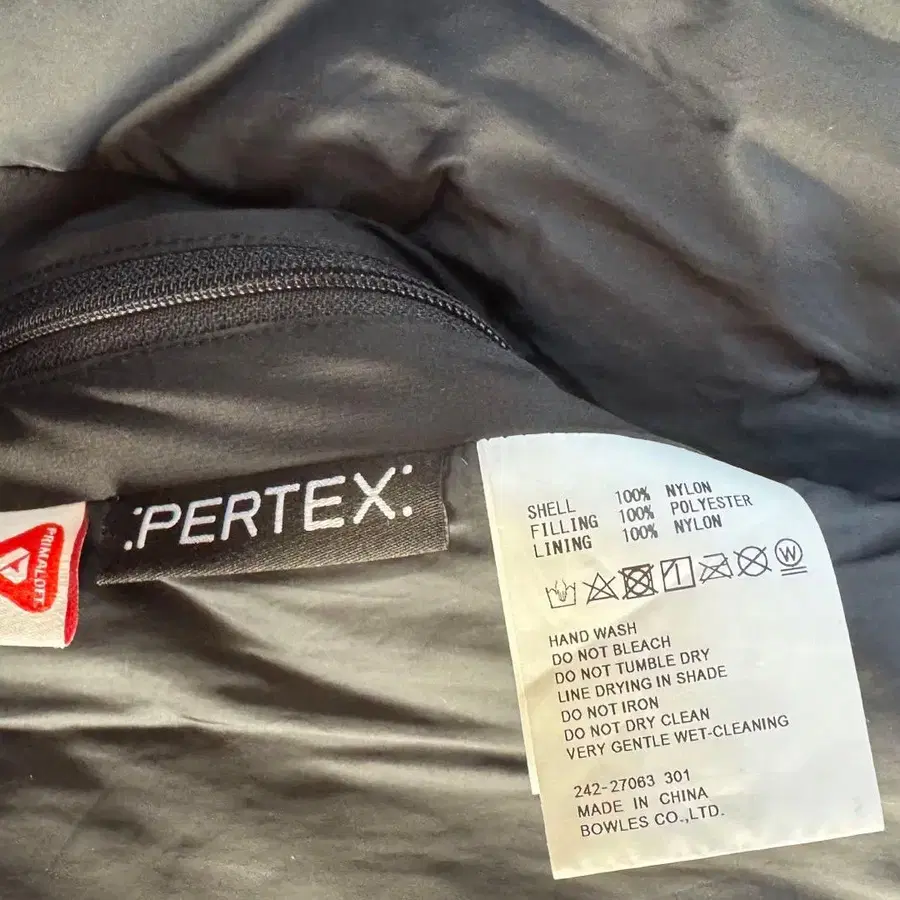 PRIMALOFT
:PERTEX:
SHELL 100% NYLON
FILLING 100% POLYESTER
LINING 100% NYLON
W
HAND WASH
DO NOT BLEACH
DO NOT TUMBLE DRY
LINE DRYING IN SHADE
DO NOT IRON
DO NOT DRY CLEAN
VERY GENTLE WET-CLEANING
242-27063 301
MADE IN CHINA
BOWLES CO.,LTD.